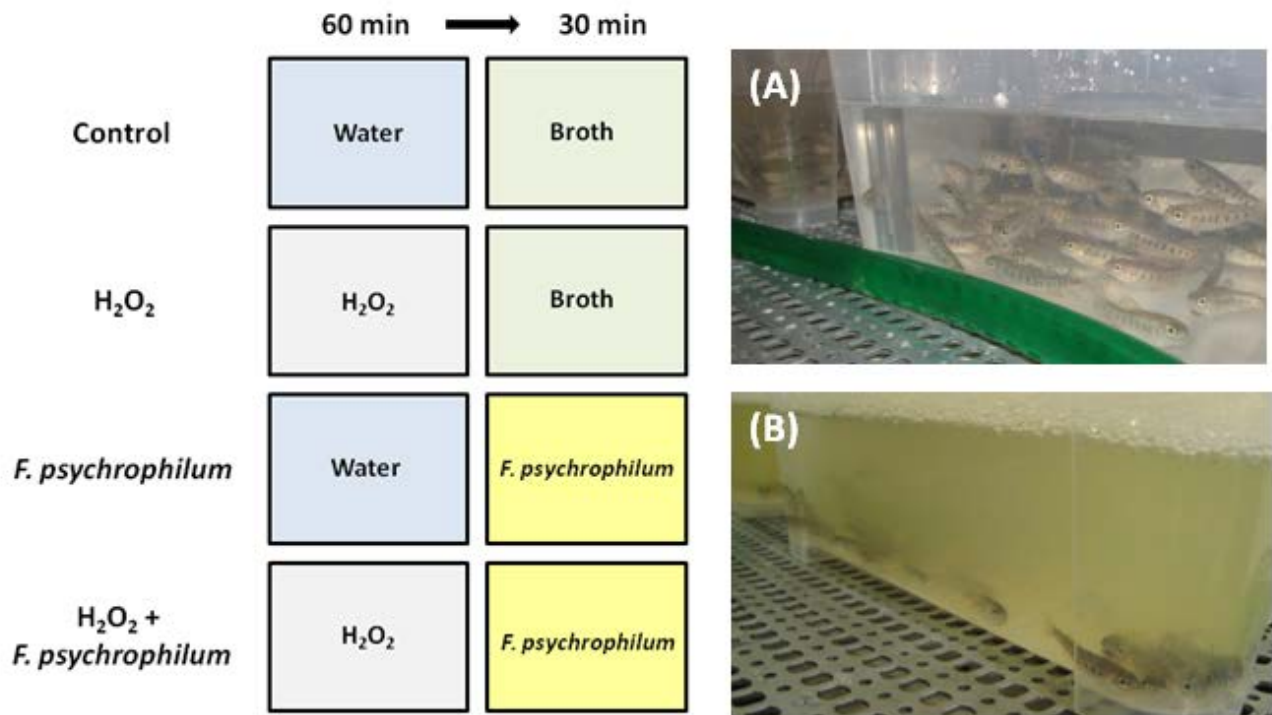 60 min 30 min
Control Water Broth
H₂O₂ H₂O₂ Broth
F. psychrophilum Water F. psychrophilum
H₂O₂ +
F. psychrophilum H₂O₂ F. psychrophilum
(A)
(B)